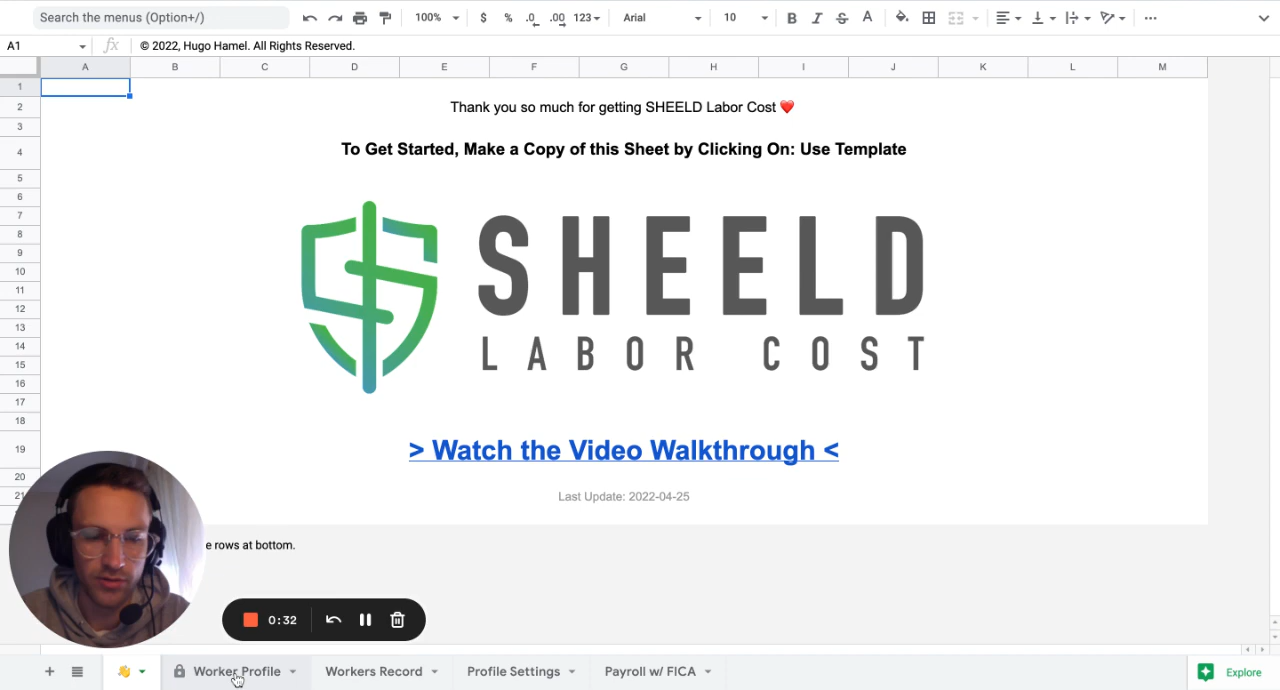 Search the menus (Option+/)
100%
$ % .0 .00 123
Arial
10
B I S A
A1
fx
© 2022, Hugo Hamel. All Rights Reserved.
A B C D E F G H I J K L M
1
2
3
4
5
6
7
8
9
10
11
12
13
14
15
16
17
18
19
20
21
Thank you so much for getting SHEELD Labor Cost ❤️
To Get Started, Make a Copy of this Sheet by Clicking On: Use Template
SHEELD
LABOR COST
> Watch the Video Walkthrough <
Last Update: 2022-04-25
rows at bottom.
0:32
Worker Profile
Workers Record
Profile Settings
Payroll w/ FICA
Explore